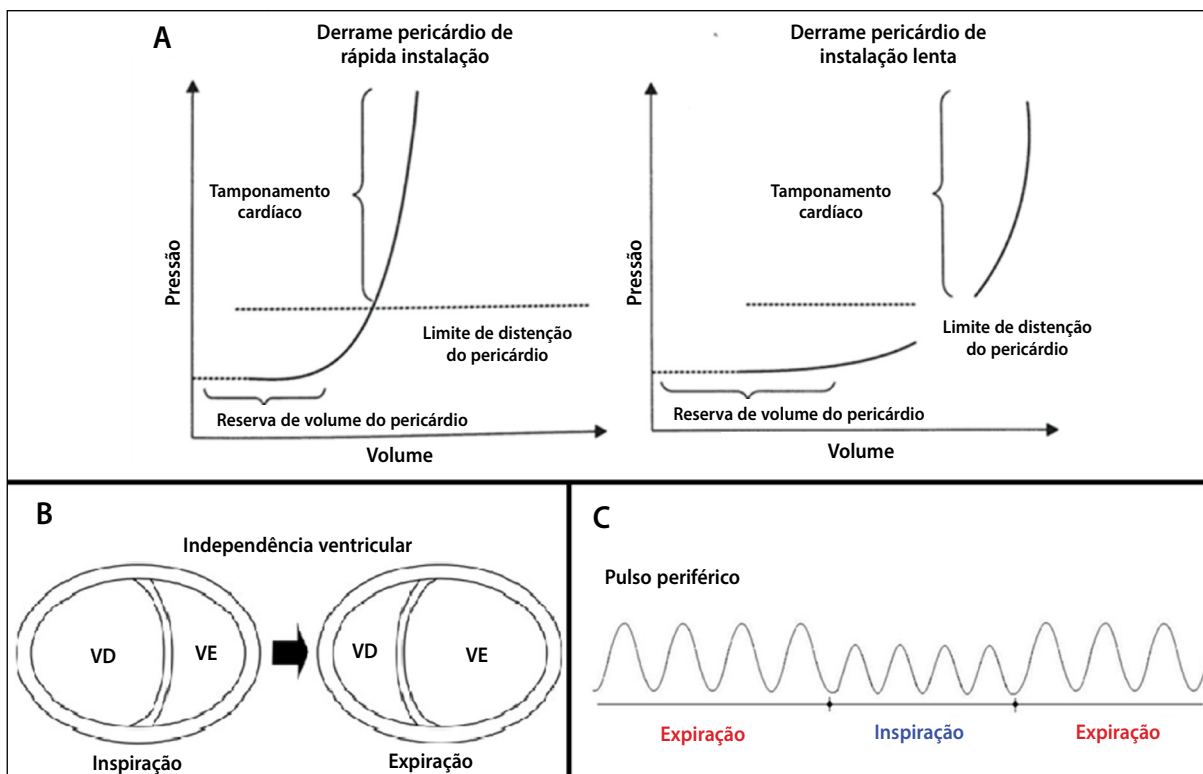 A
Derrame pericárdio de
rápida instalação
Pressão
Tamponamento
cardíaco
Limite de distenção
do pericárdio
Reserva de volume do pericárdio
Volume
Derrame pericárdio de
instalação lenta
Pressão
Tamponamento
cardíaco
Limite de distenção
do pericárdio
Reserva de volume do pericárdio
Volume
B
Independência ventricular
VD
VE
VD
VE
Inspiração
Expiração
C
Pulso periférico
Expiração
Inspiração
Expiração